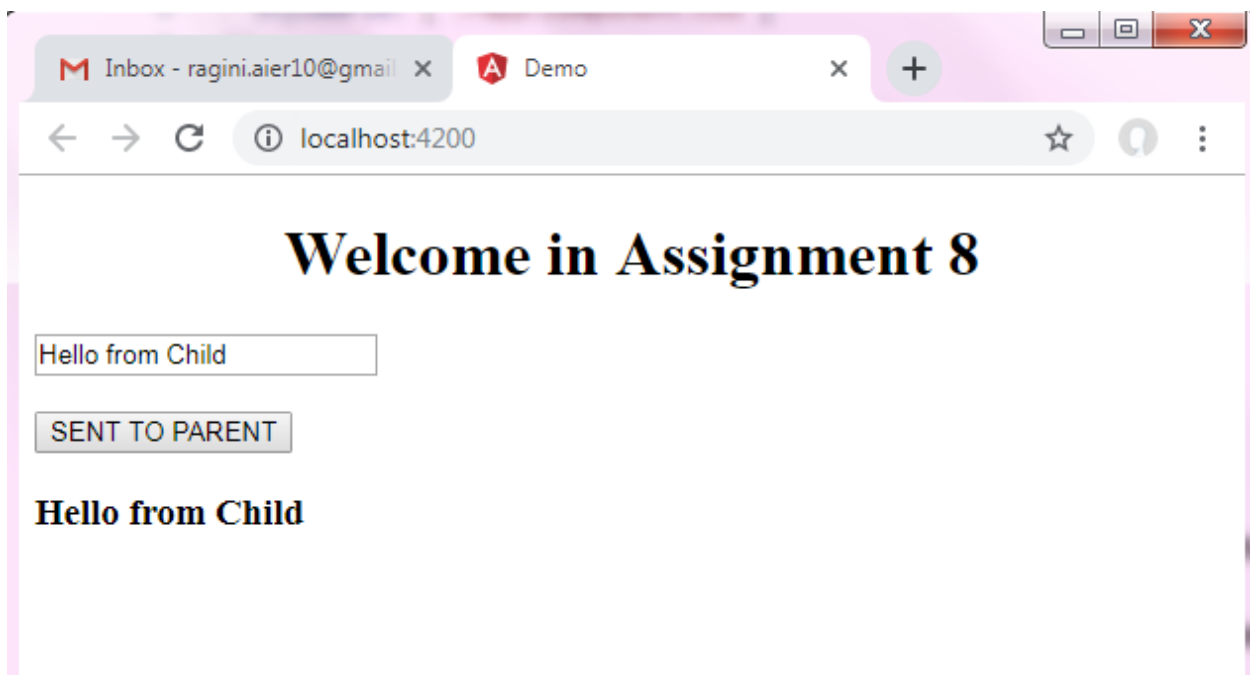 Inbox - ragini.aier10@gmail
Demo
localhost:4200
Welcome in Assignment 8
Hello from Child
SENT TO PARENT
Hello from Child